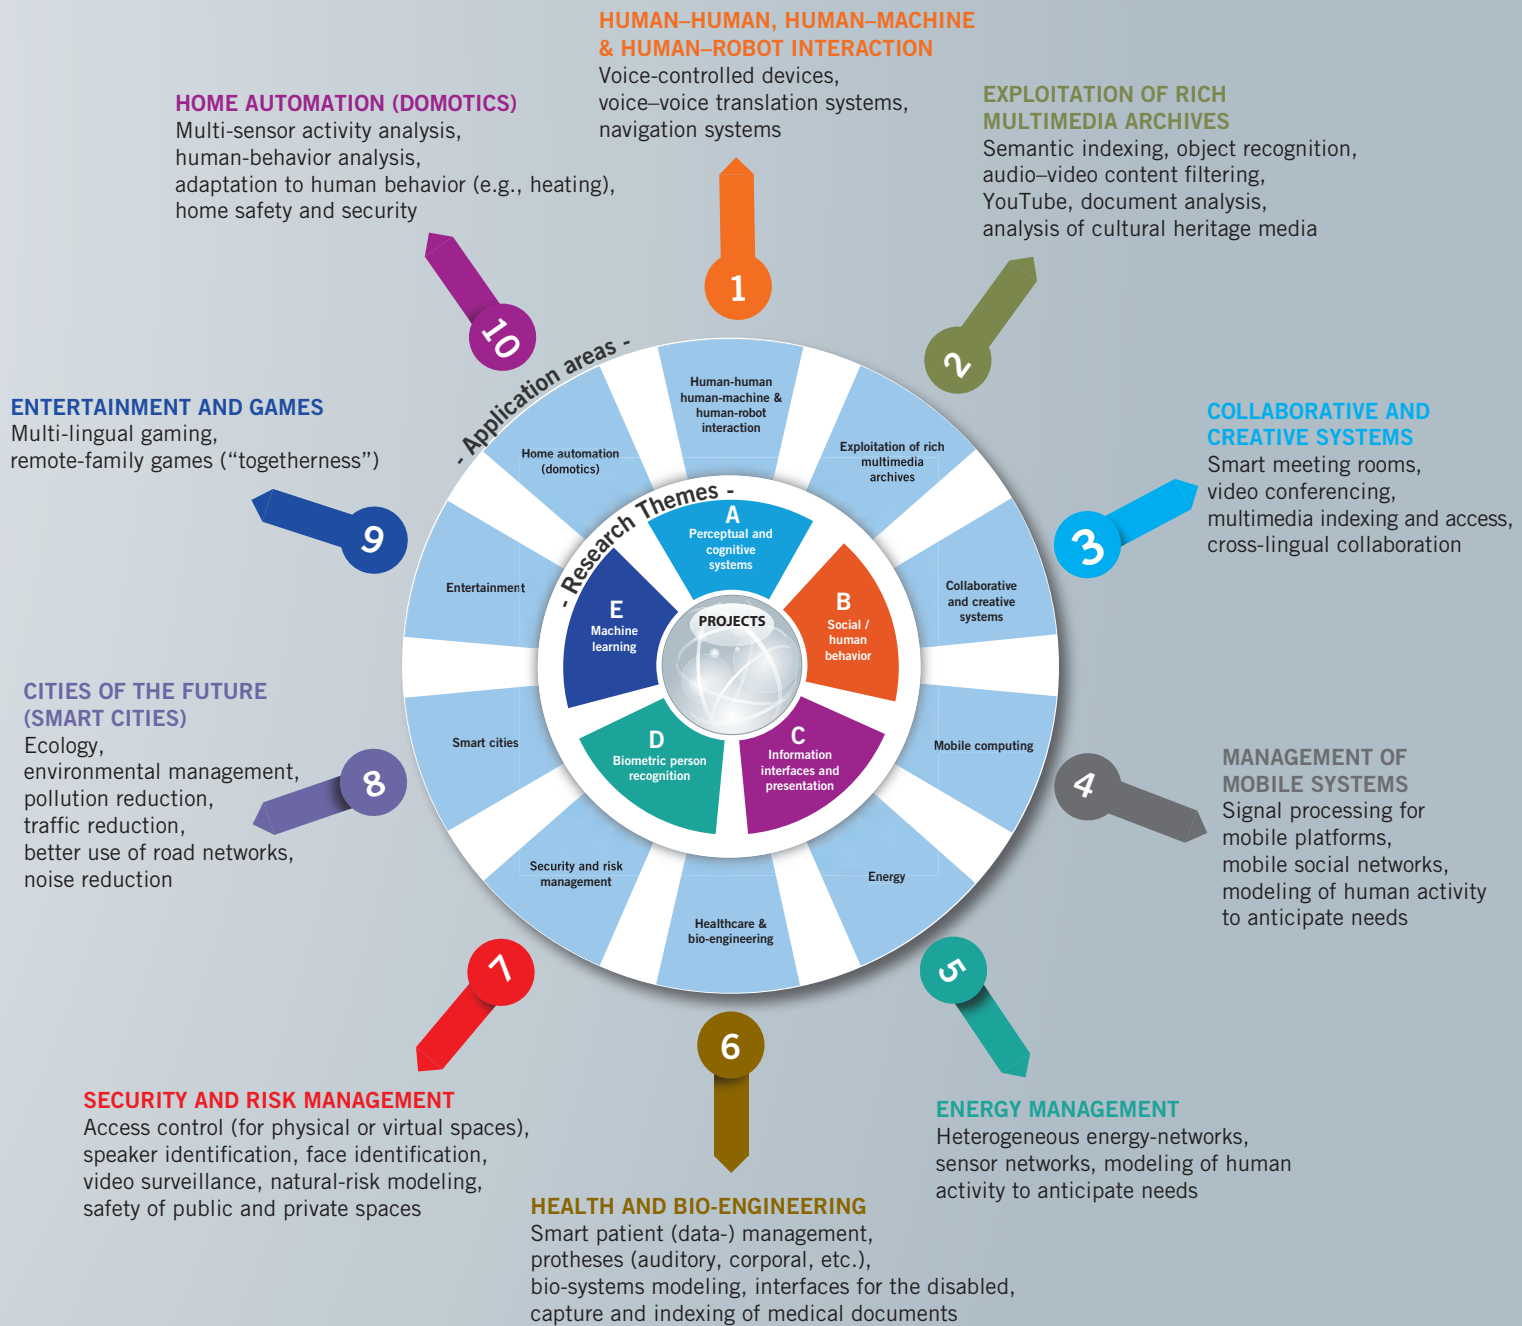 HUMAN–HUMAN, HUMAN–MACHINE
& HUMAN–ROBOT INTERACTION
Voice-controlled devices,
voice–voice translation systems,
navigation systems
1
EXPLOITATION OF RICH
MULTIMEDIA ARCHIVES
Semantic indexing, object recognition,
audio–video content filtering,
YouTube, document analysis,
analysis of cultural heritage media
2
COLLABORATIVE AND
CREATIVE SYSTEMS
Smart meeting rooms,
video conferencing,
multimedia indexing and access,
cross-lingual collaboration
3
MANAGEMENT OF
MOBILE SYSTEMS
Signal processing for
mobile platforms,
mobile social networks,
modeling of human activity
to anticipate needs
4
ENERGY MANAGEMENT
Heterogeneous energy-networks,
sensor networks, modeling of human
activity to anticipate needs
5
HEALTH AND BIO-ENGINEERING
Smart patient (data-) management,
protheses (auditory, corporal, etc.),
bio-systems modeling, interfaces for the disabled,
capture and indexing of medical documents
6
SECURITY AND RISK MANAGEMENT
Access control (for physical or virtual spaces),
speaker identification, face identification,
video surveillance, natural-risk modeling,
safety of public and private spaces
7
CITIES OF THE FUTURE
(SMART CITIES)
Ecology,
environmental management,
pollution reduction,
traffic reduction,
better use of road networks,
noise reduction
8
ENTERTAINMENT AND GAMES
Multi-lingual gaming,
remote-family games (“togetherness”)
9
HOME AUTOMATION (DOMOTICS)
Multi-sensor activity analysis,
human-behavior analysis,
adaptation to human behavior (e.g., heating),
home safety and security
10
- Application areas -
Human-human
human-machine &
human-robot
interaction
Exploitation of rich
multimedia
archives
Collaborative
and creative
systems
Mobile computing
Energy
Healthcare &
bio-engineering
Security and risk
management
Smart cities
Entertainment
Home automation
(domotics)
- Research Themes -
A
Perceptual and
cognitive
systems
B
Social /
human
behavior
C
Information
interfaces and
presentation
D
Biometric person
recognition
E
Machine
learning
PROJECTS